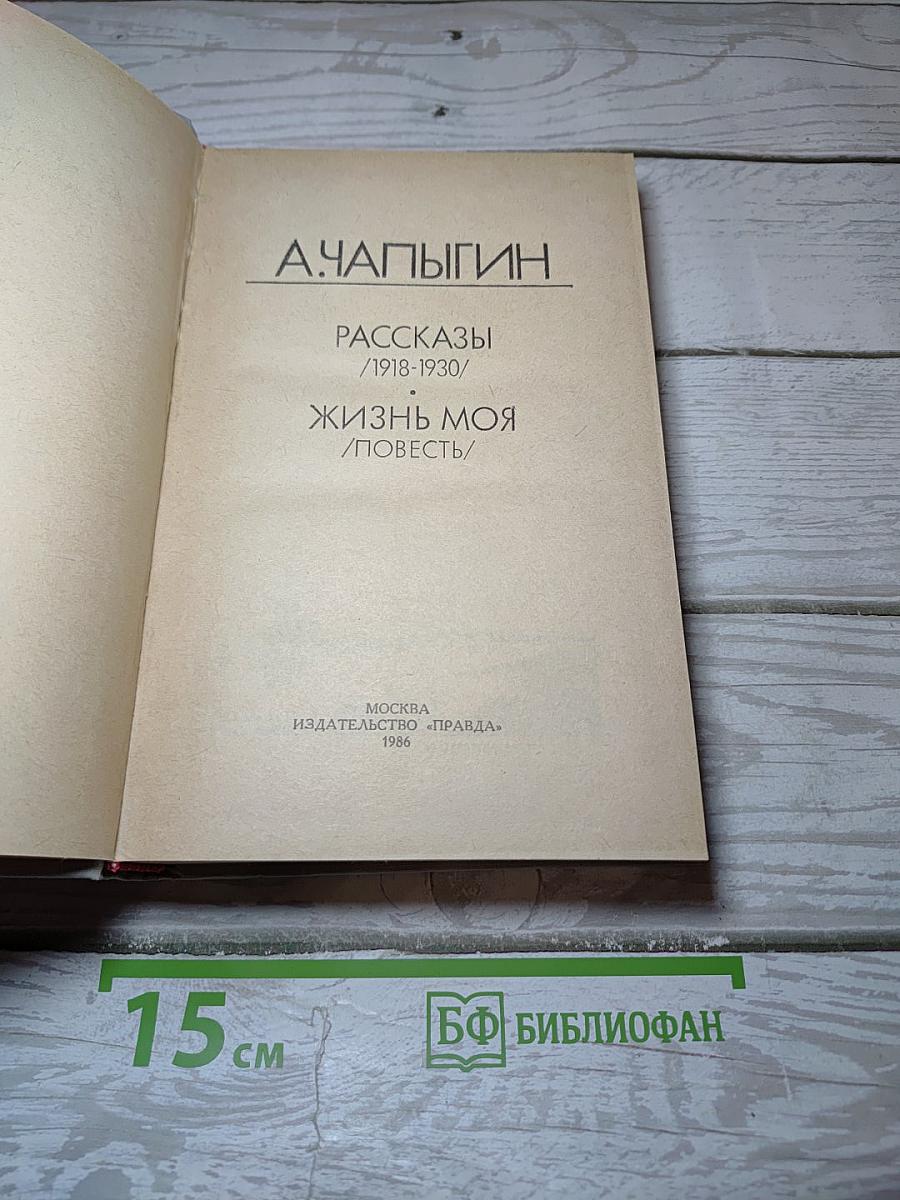 А.ЧАПЫГИН
РАССКАЗЫ
/1918-1930/
ЖИЗНЬ МОЯ
/ПОВЕСТЬ/
МОСКВА
ИЗДАТЕЛЬСТВО «ПРАВДА»
1986
15 см
БФ БИБЛИОФАН